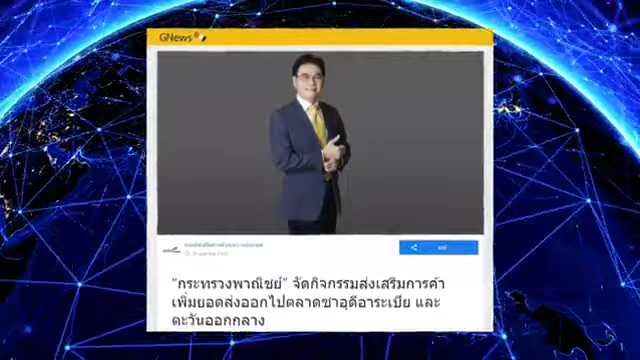 GNews
แชร์
"กระทรวงพาณิชย์" จัดกิจกรรมส่งเสริมการค้า
เพิ่มยอดส่งออกไปตลาดซาอุดีอาระเบีย และ
ตะวันออกกลาง